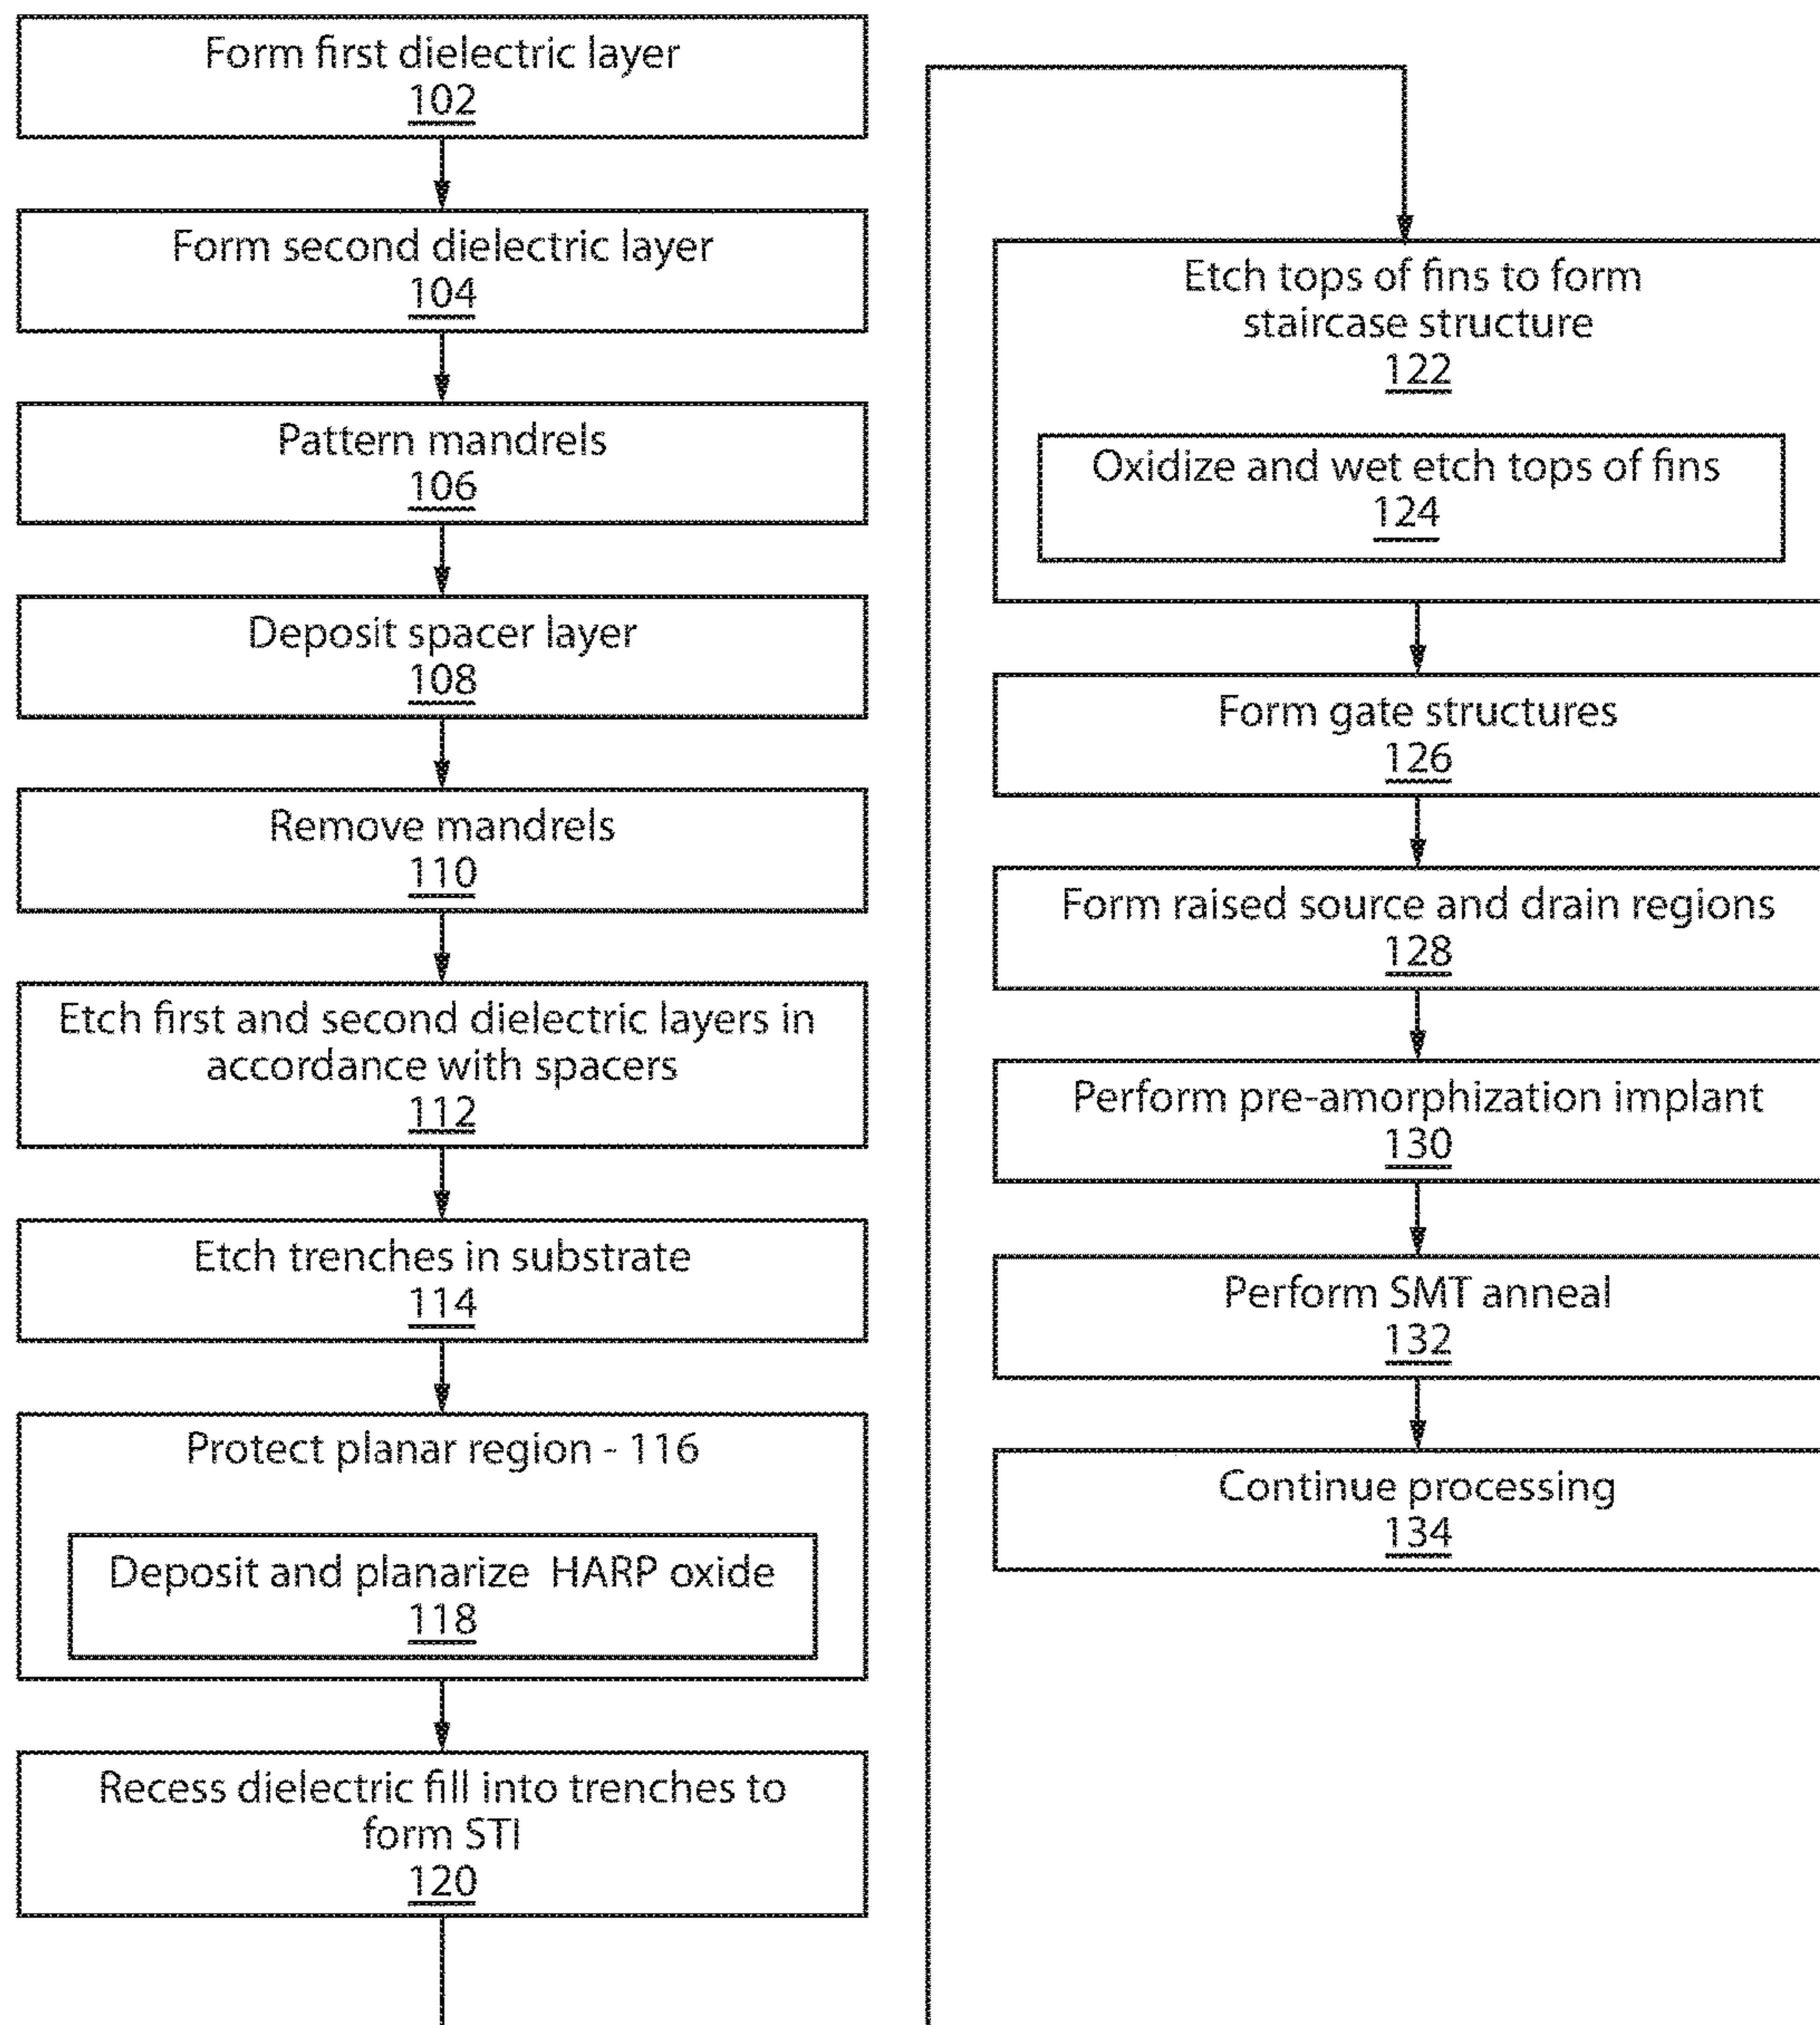 Form first dielectric layer
102
Form second dielectric layer
104
Pattern mandrels
106
Deposit spacer layer
108
Remove mandrels
110
Etch first and second dielectric layers in
accordance with spacers
112
Etch trenches in substrate
114
Protect planar region - 116
Deposit and planarize HARP oxide
118
Recess dielectric fill into trenches to
form STI
120
Etch tops of fins to form
staircase structure
122
Oxidize and wet etch tops of fins
124
Form gate structures
126
Form raised source and drain regions
128
Perform pre-amorphization implant
130
Perform SMT anneal
132
Continue processing
134